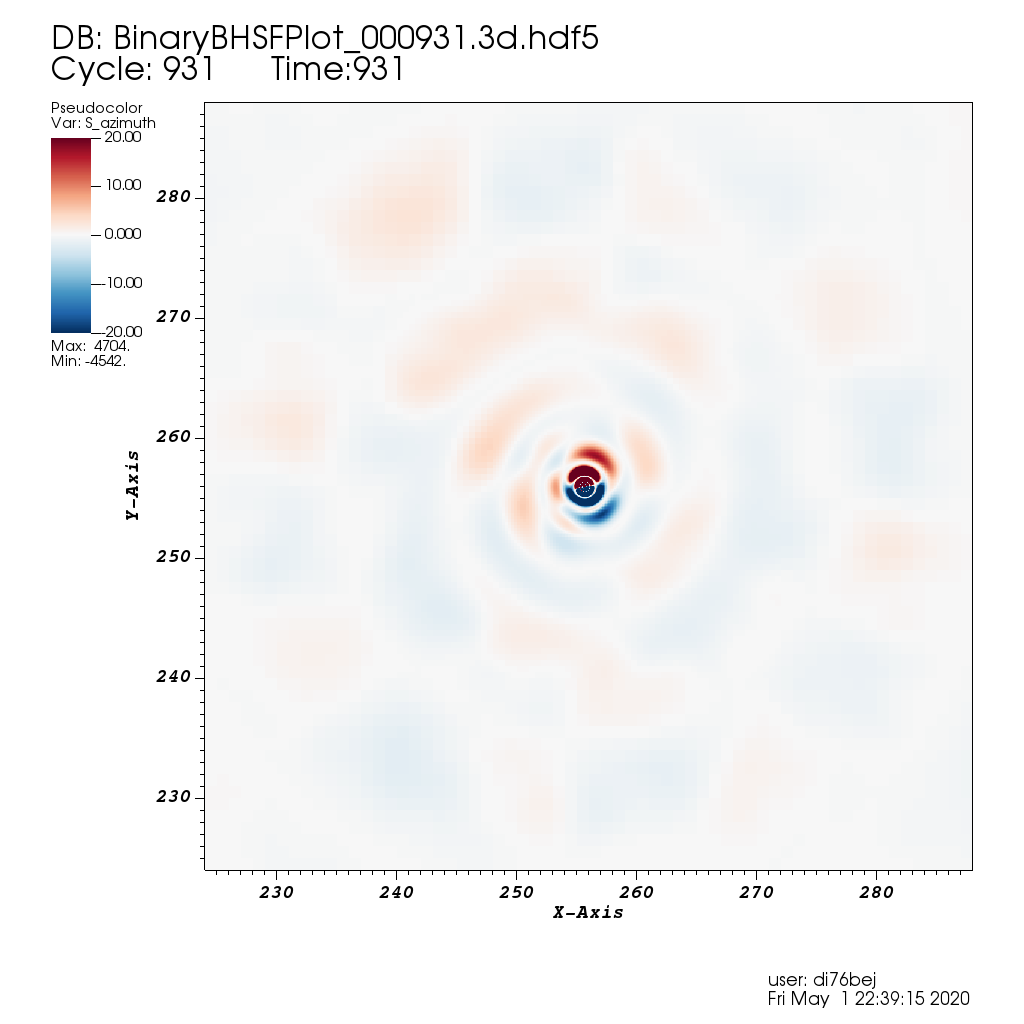 DB: BinaryBHSFPlot_000931.3d.hdf5
Cycle: 931 Time:931
Pseudocolor
Var: S_azimuth
20.00
10.00
0.000
-10.00
-20.00
Max: 4704.
Min: -4542.
Y-Axis
280
270
260
250
240
230
230 240 250 260 270 280
X-Axis
user: di76bej
Fri May 1 22:39:15 2020